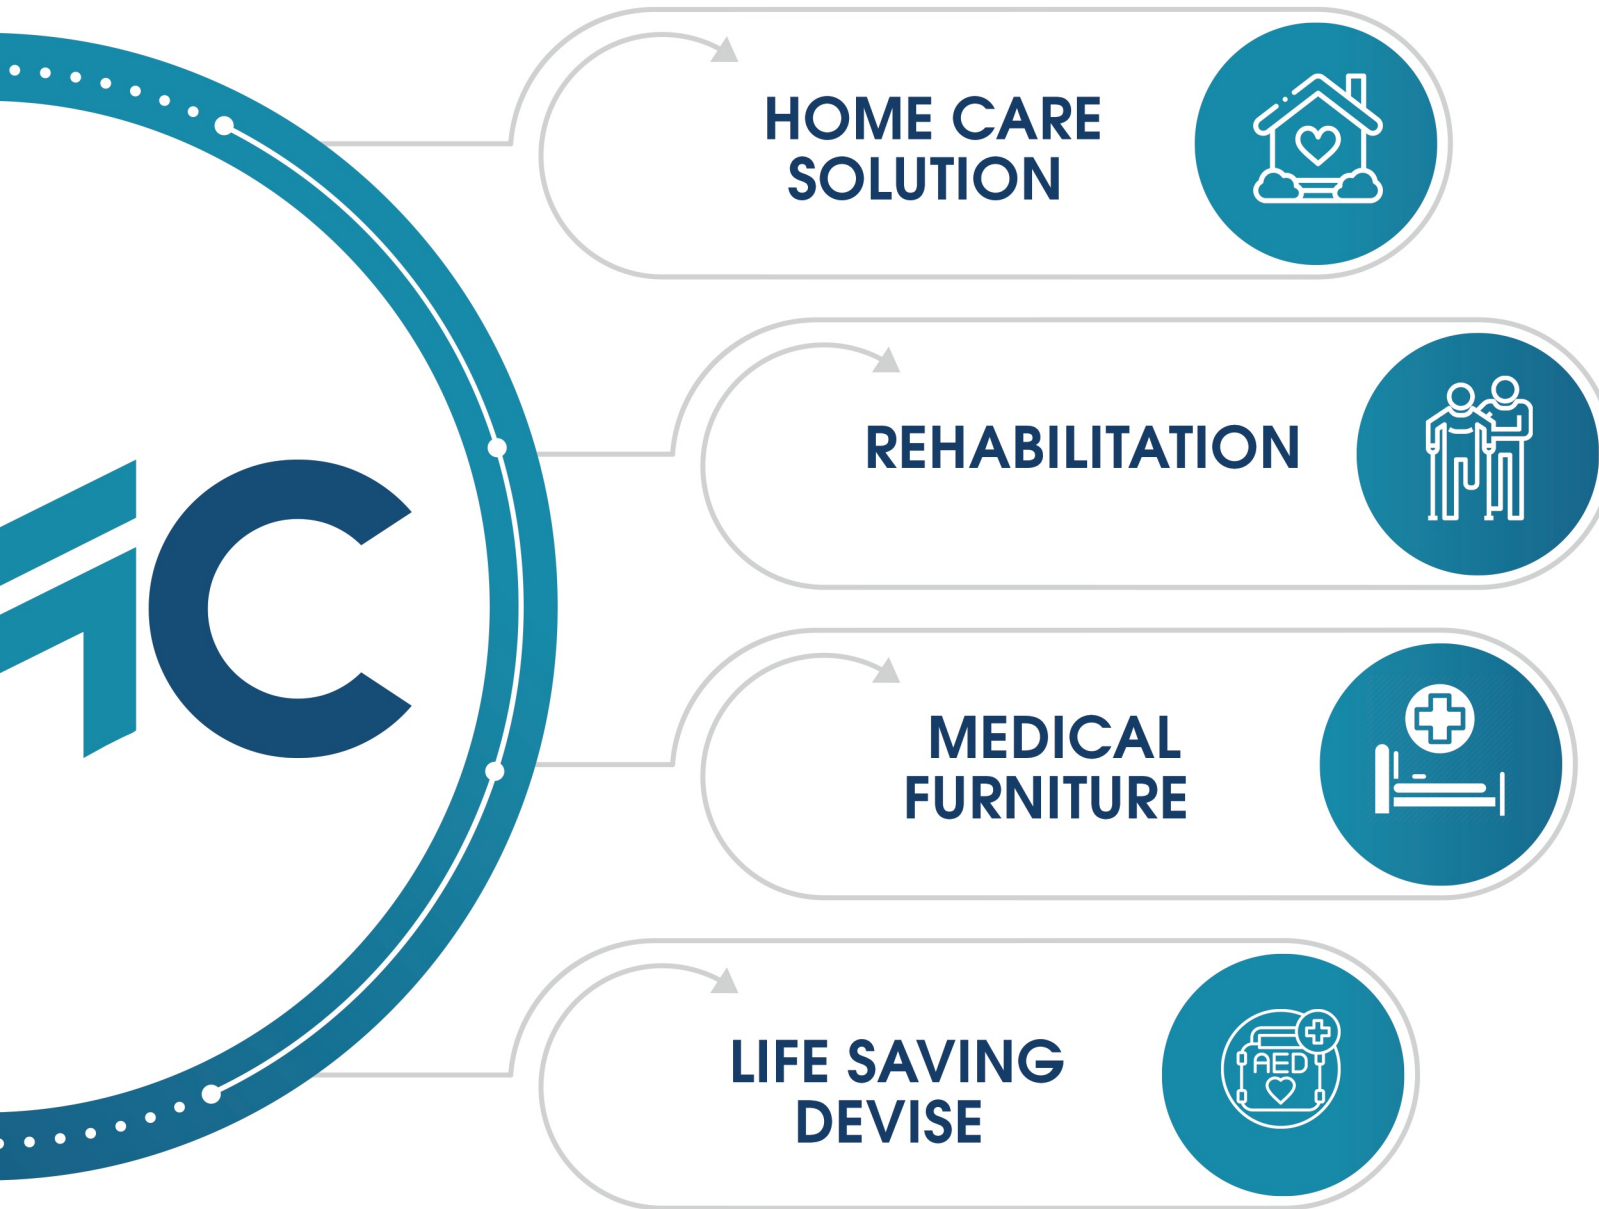 HOME CARE
SOLUTION
REHABILITATION
C
MEDICAL
FURNITURE
LIFE SAVING
DEVISE
AED